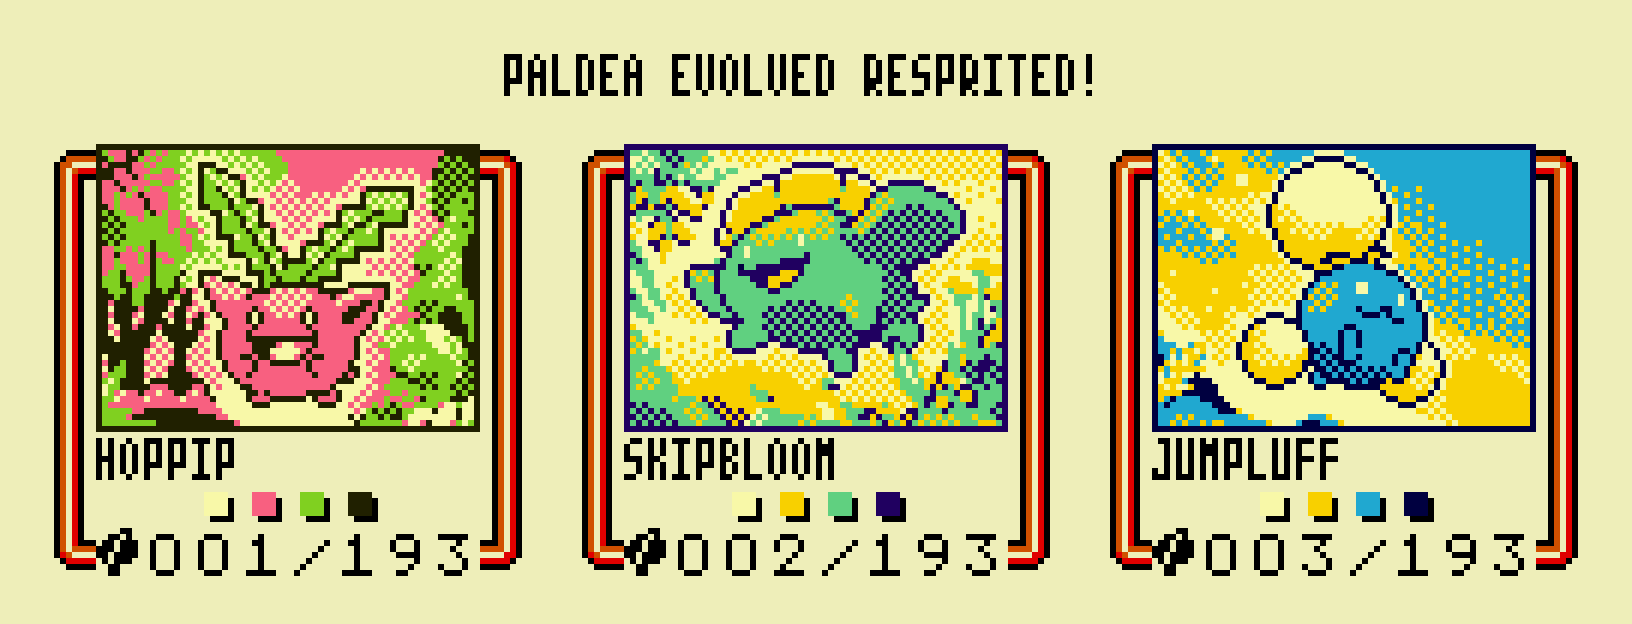 PALDEA EVOLVED RESPRITED!
HOPPIP
001/193
SKIPBLOOM
002/193
JUMPLUFF
003/193